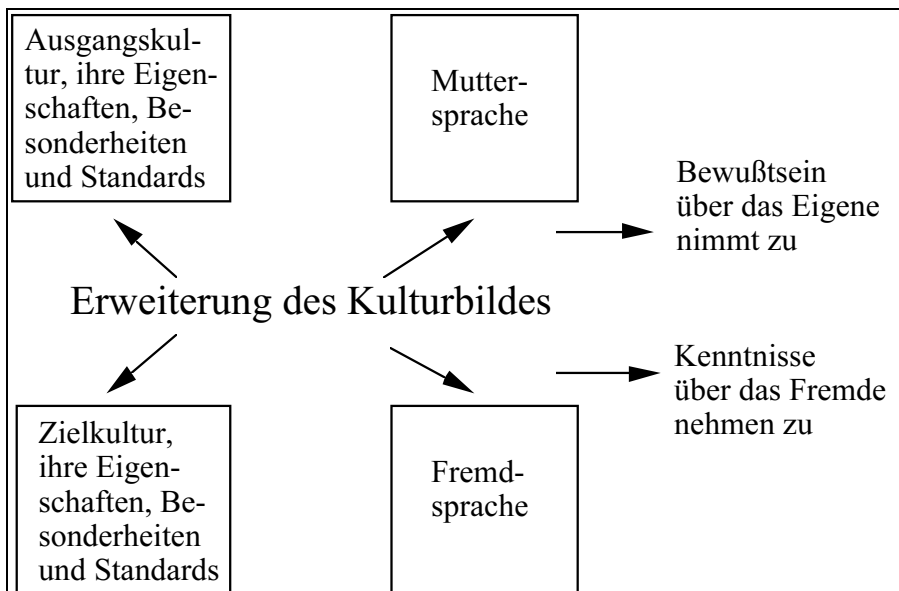 Ausgangskul-
tur, ihre Eigen-
schaften, Be-
sonderheiten
und Standards
Mutter-
sprache
Bewußtsein
über das Eigene
nimmt zu
Erweiterung des Kulturbildes
Kenntnisse
über das Fremde
nehmen zu
Zielkultur,
ihre Eigen-
schaften, Be-
sonderheiten
und Standards
Fremd-
sprache